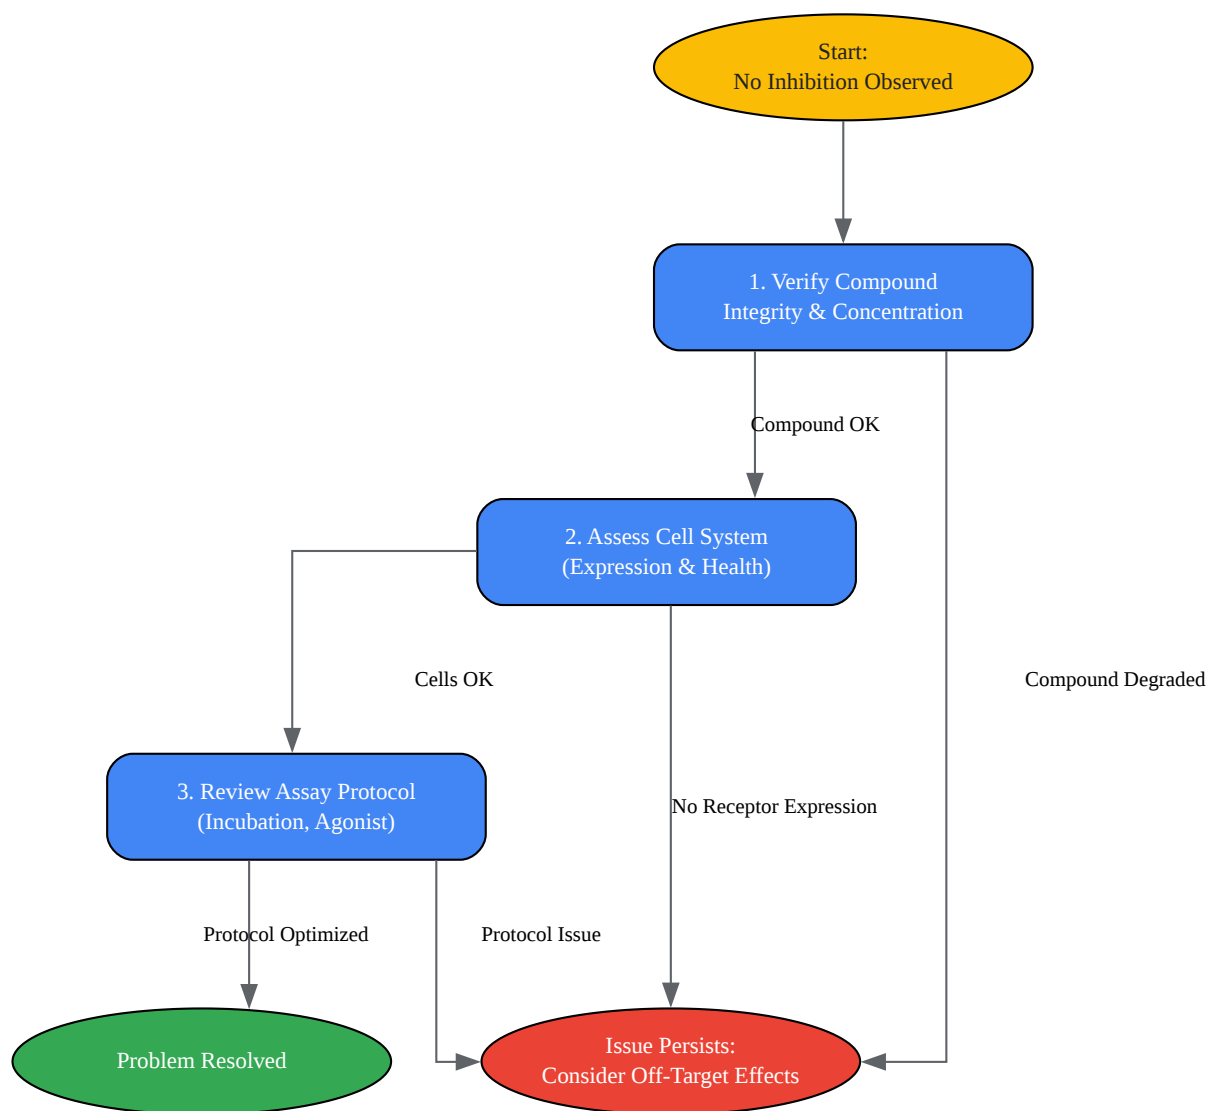 Start:
No Inhibition Observed
1. Verify Compound
Integrity & Concentration
Compound OK
2. Assess Cell System
(Expression & Health)
Cells OK
Compound Degraded
3. Review Assay Protocol
(Incubation, Agonist)
No Receptor Expression
Protocol Optimized
Protocol Issue
Problem Resolved
Issue Persists:
Consider Off-Target Effects